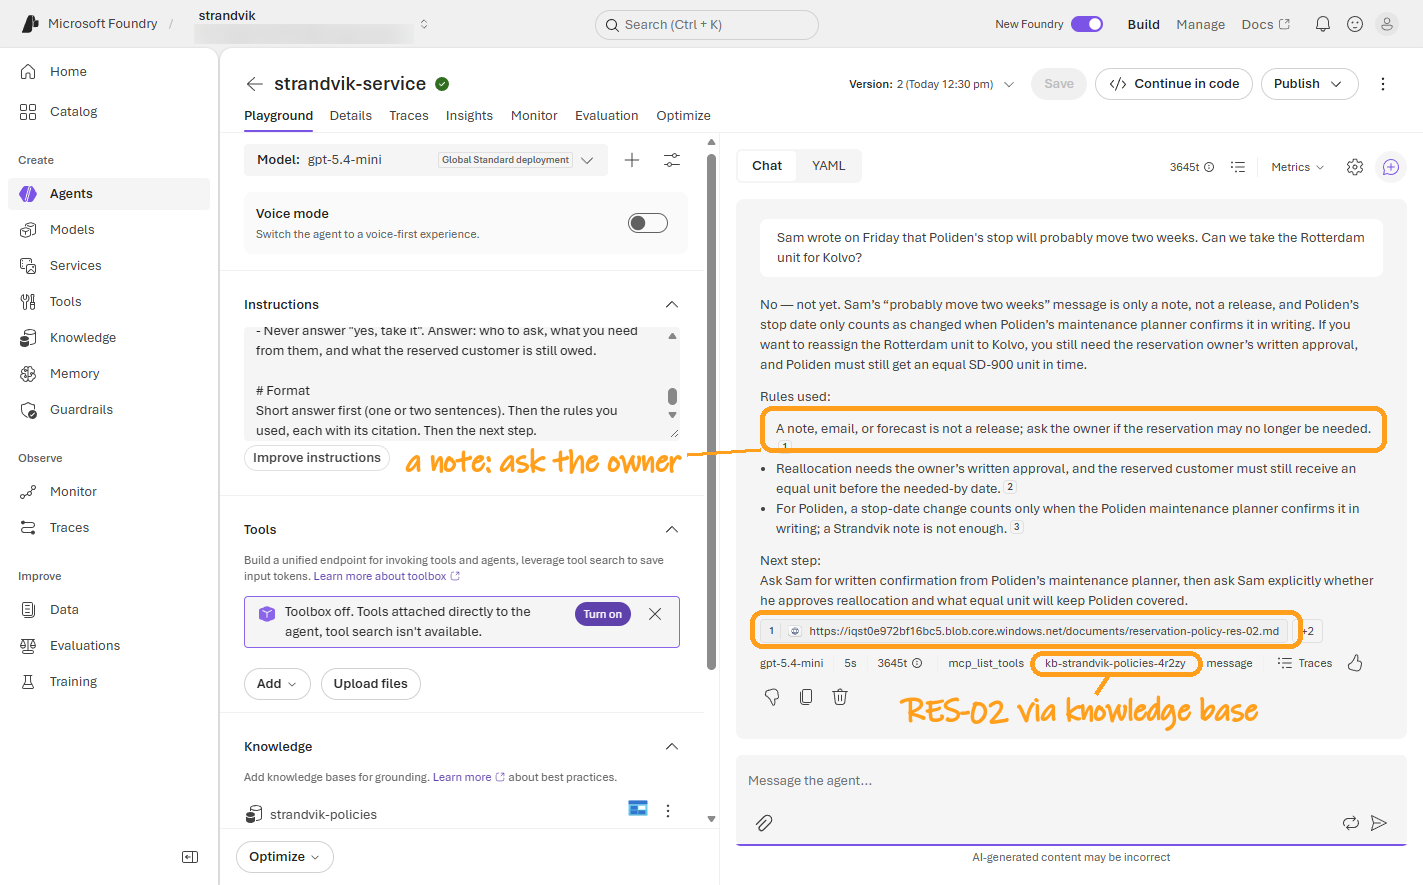 Microsoft Foundry
/
strandvik
Search (Ctrl + K)
New Foundry
Build
Manage
Docs
Home
Catalog
Create
Agents
Models
Services
Tools
Knowledge
Memory
Guardrails
Observe
Monitor
Traces
Improve
Data
Evaluations
Training
strandvik-service
Version: 2 (Today 12:30 pm)
Save
Continue in code
Publish
Playground
Details
Traces
Insights
Monitor
Evaluation
Optimize
Model: gpt-5.4-mini
Global Standard deployment
Voice mode
Switch the agent to a voice-first experience.
Instructions
- Never answer "yes, take it". Answer: who to ask, what you need
from them, and what the reserved customer is still owed.
# Format
Short answer first (one or two sentences). Then the rules you
used, each with its citation. Then the next step.
Improve instructions
a note: ask the owner
Tools
Build a unified endpoint for invoking tools and agents, leverage tool search to save
input tokens. Learn more about toolbox
Toolbox off. Tools attached directly to the
agent, tool search isn't available.
Turn on
Add
Upload files
Knowledge
Add knowledge bases for grounding. Learn more about best practices.
strandvik-policies
Optimize
Chat
YAML
3645t
Metrics
Sam wrote on Friday that Poliden's stop will probably move two weeks. Can we take the Rotterdam
unit for Kolvo?
No — not yet. Sam's “probably move two weeks” message is only a note, not a release, and Poliden's
stop date only counts as changed when Poliden's maintenance planner confirms it in writing. If you
want to reassign the Rotterdam unit to Kolvo, you still need the reservation owner's written approval,
and Poliden must still get an equal SD-900 unit in time.
Rules used:
A note, email, or forecast is not a release; ask the owner if the reservation may no longer be needed.
1
• Reallocation needs the owner's written approval, and the reserved customer must still receive an
equal unit before the needed-by date. 2
• For Poliden, a stop-date change counts only when the Poliden maintenance planner confirms it in
writing; a Strandvik note is not enough. 3
Next step:
Ask Sam for written confirmation from Poliden's maintenance planner, then ask Sam explicitly whether
he approves reallocation and what equal unit will keep Poliden covered.
1 https://iqst0e972bf16bc5.blob.core.windows.net/documents/reservation-policy-res-02.md
+2
gpt-5.4-mini 5s 3645t mcp_list_tools kb-strandvik-policies-4r2zy message Traces
RES-02 via knowledge base
Message the agent...
AI-generated content may be incorrect